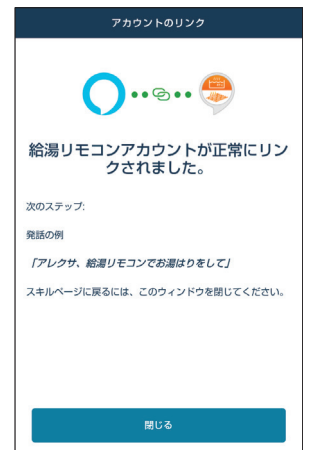 アカウントのリンク
給湯リモコンアカウントが正常にリン
クされました。
次のステップ:
発話の例
「アレクサ、給湯リモコンでお湯はりをして」
スキルページに戻るには、このウィンドウを閉じてください。
閉じる